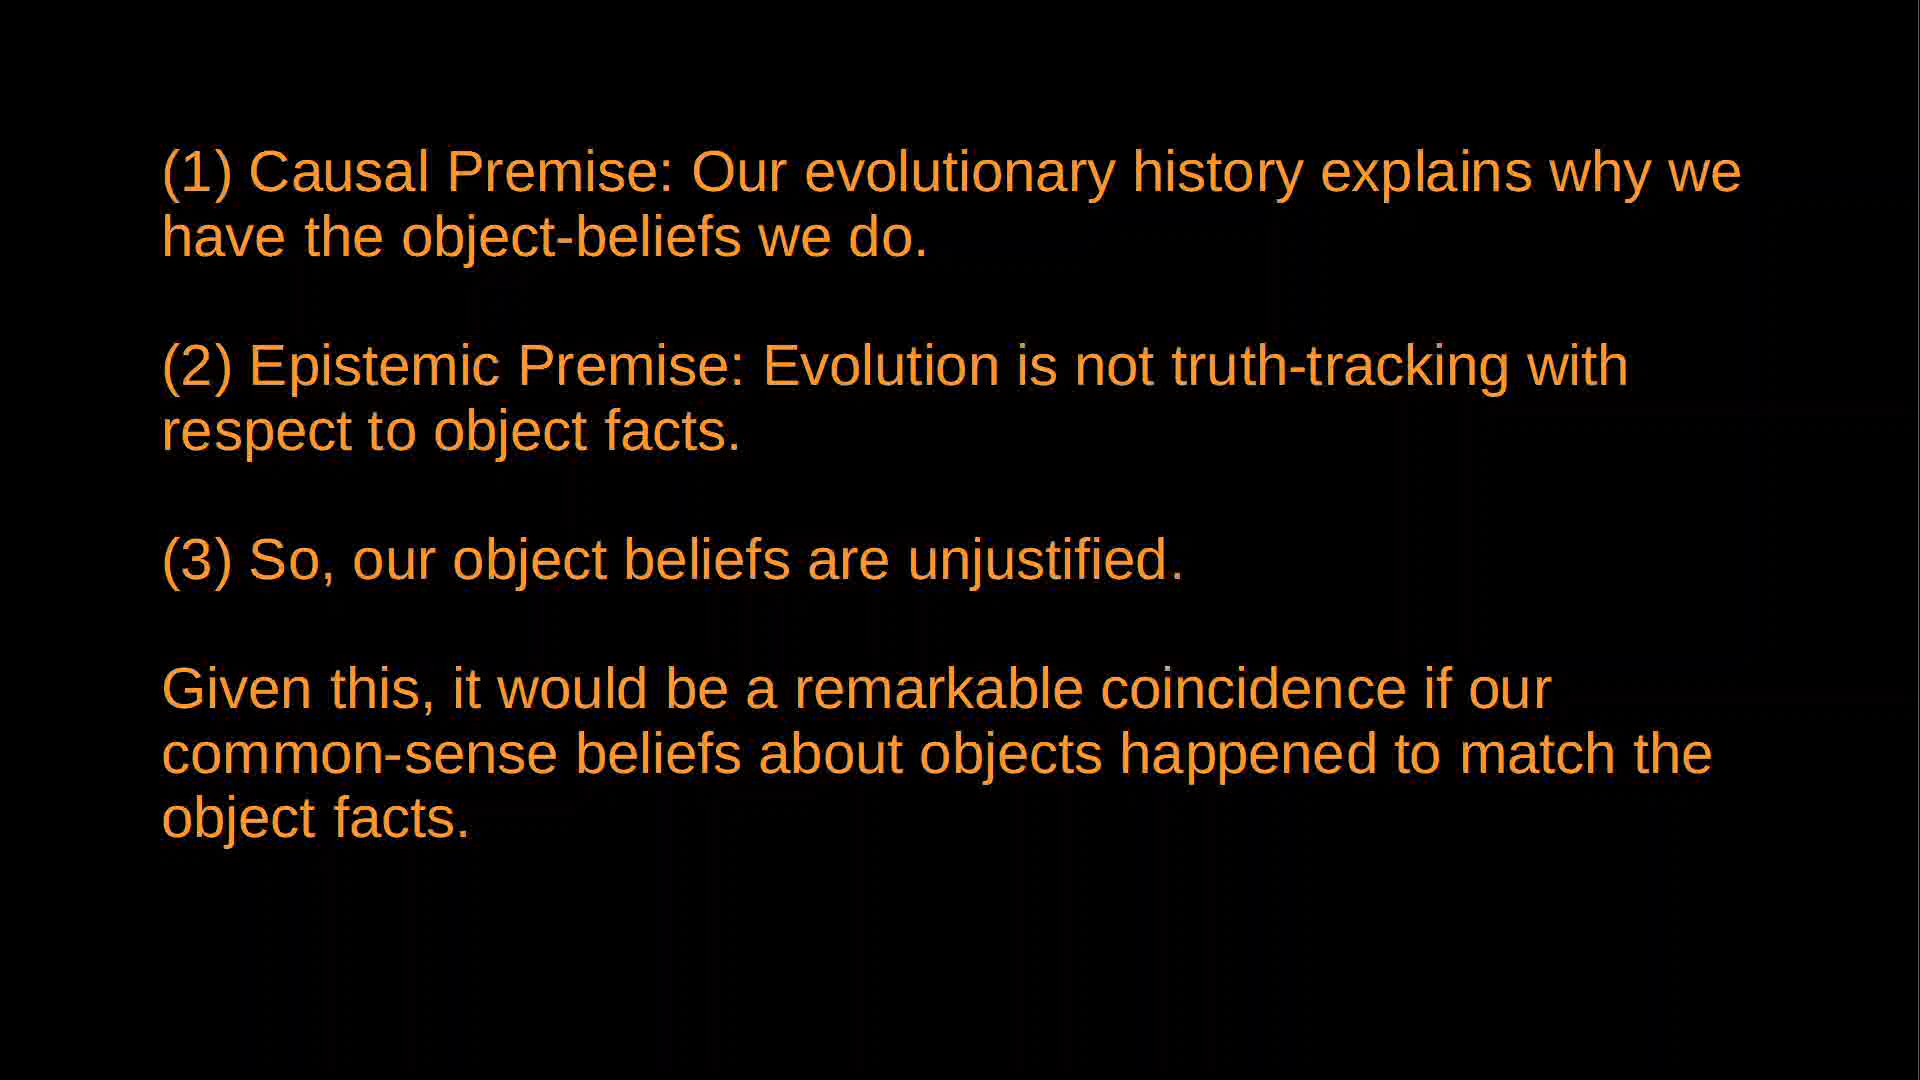 (1) Causal Premise: Our evolutionary history explains why we
have the object-beliefs we do.
(2) Epistemic Premise: Evolution is not truth-tracking with
respect to object facts.
(3) So, our object beliefs are unjustified.
Given this, it would be a remarkable coincidence if our
common-sense beliefs about objects happened to match the
object facts.